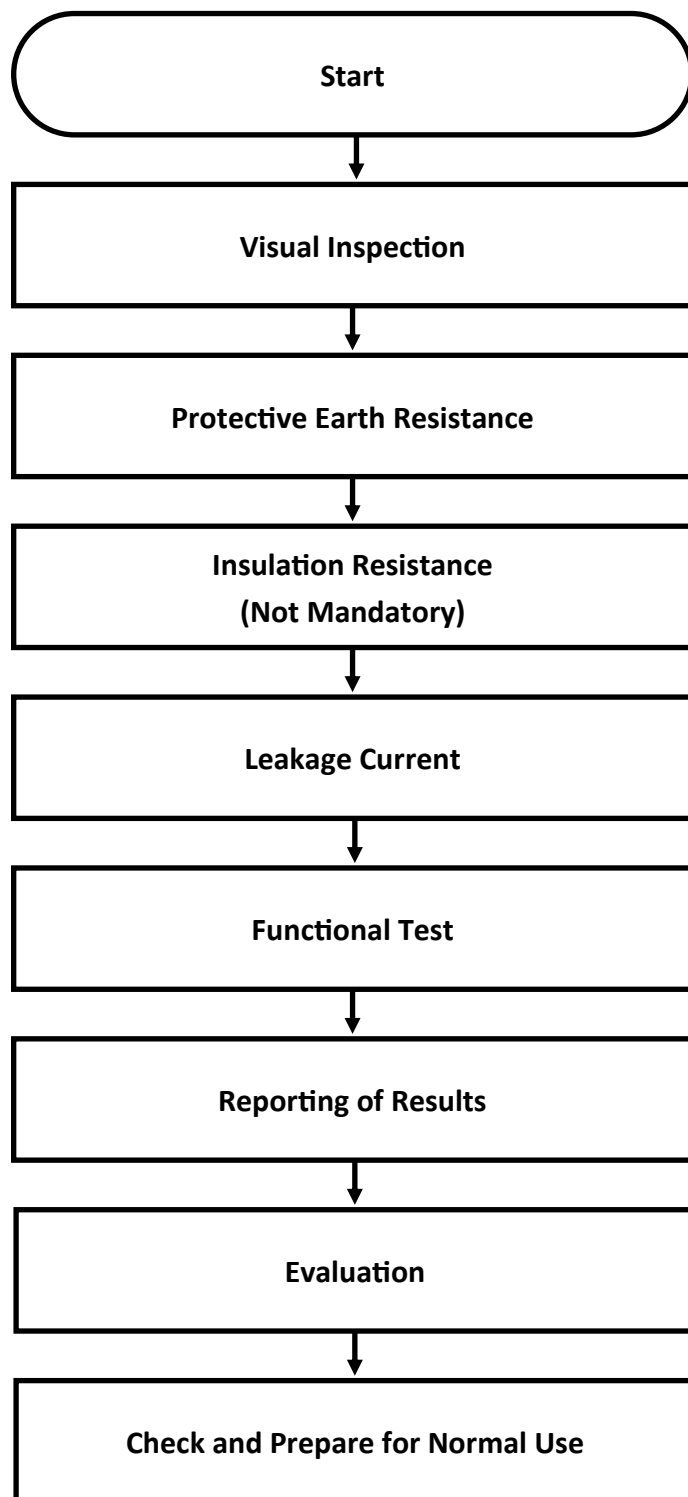 Start
Visual Inspection
Protective Earth Resistance
Insulation Resistance
(Not Mandatory)
Leakage Current
Functional Test
Reporting of Results
Evaluation
Check and Prepare for Normal Use